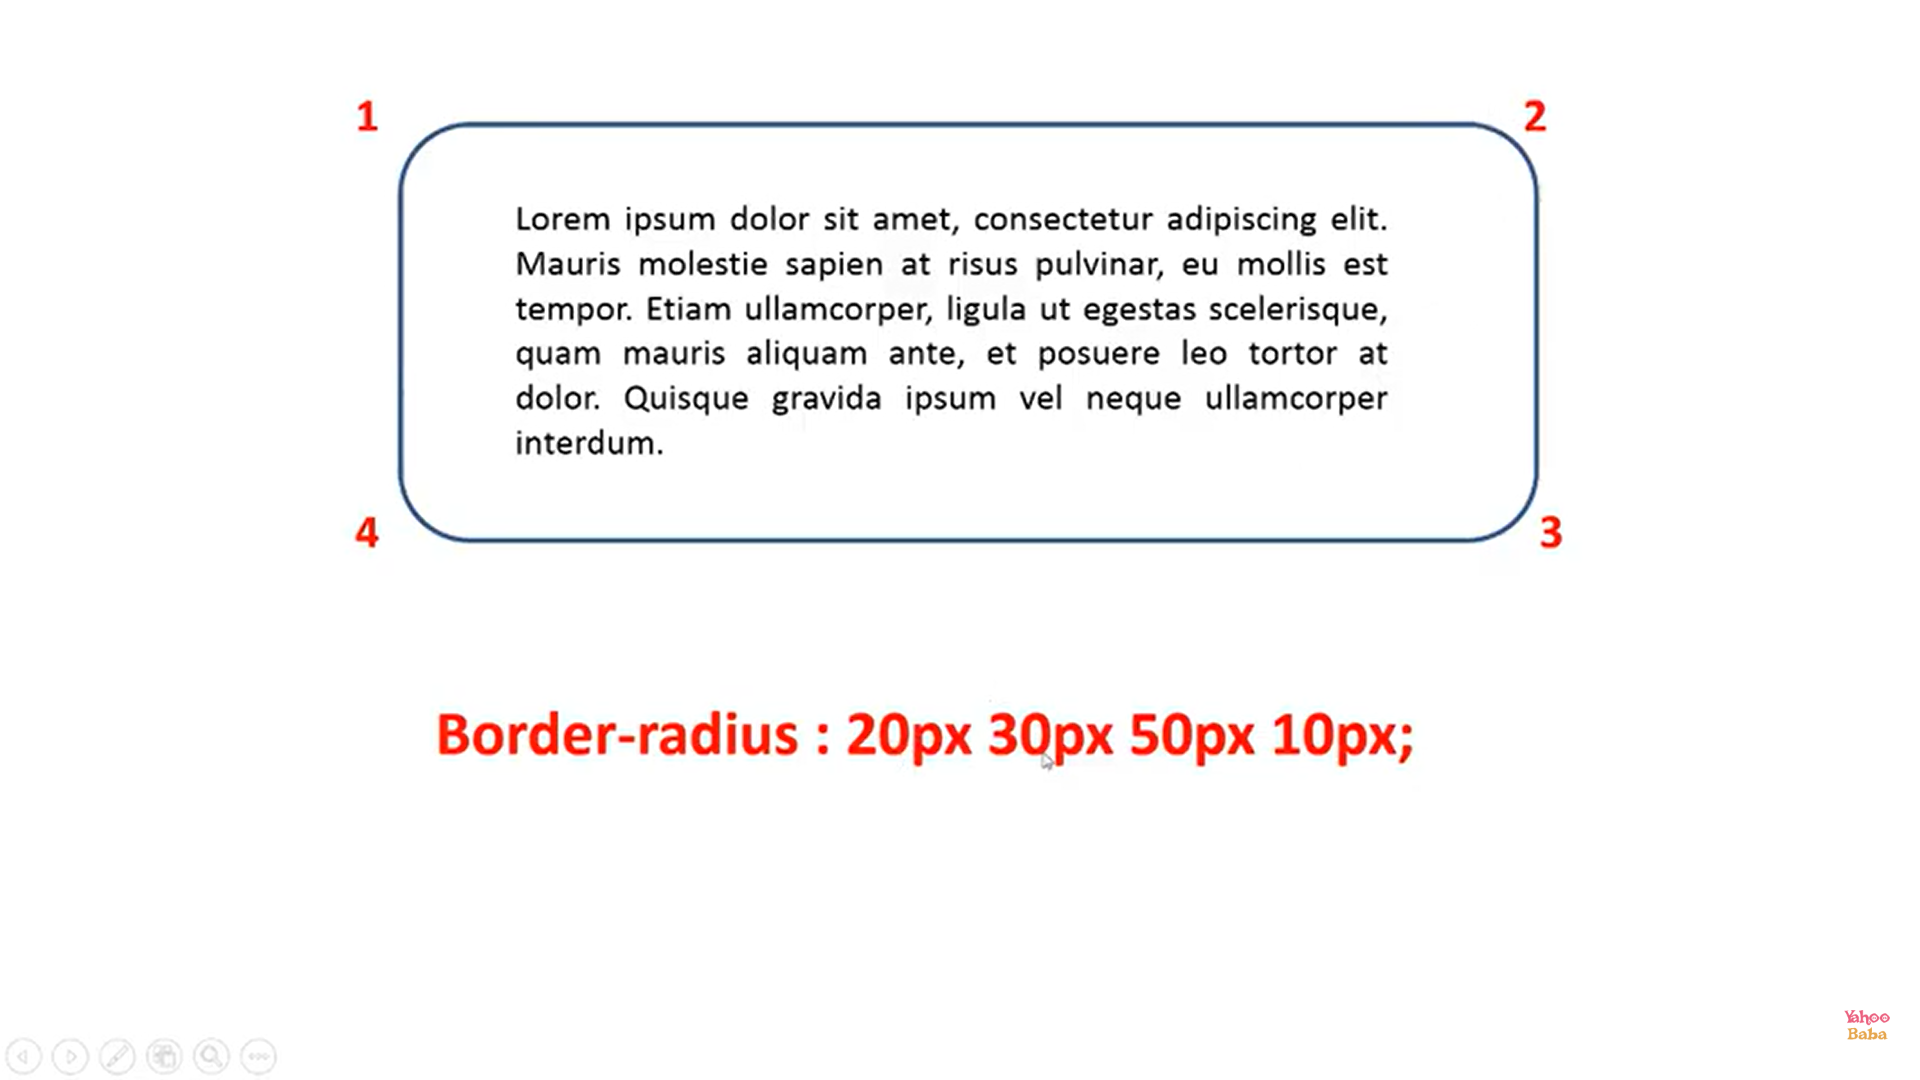 1
2
Lorem ipsum dolor sit amet, consectetur adipiscing elit.
Mauris molestie sapien at risus pulvinar, eu mollis est
tempor. Etiam ullamcorper, ligula ut egestas scelerisque,
quam mauris aliquam ante, et posuere leo tortor at
dolor. Quisque gravida ipsum vel neque ullamcorper
interdum.
4
3
Border-radius : 20px 30px 50px 10px;
Yahoo
Baba